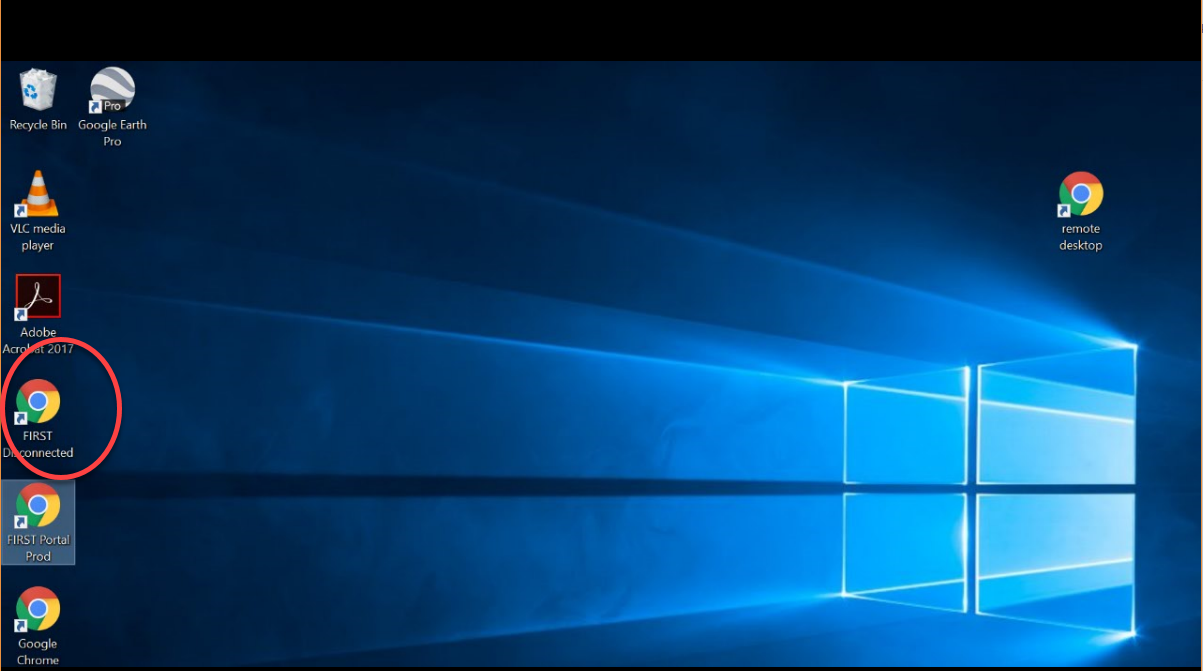 Recycle Bin
Pro
Google Earth
Pro
VLC media
player
remote
desktop
Adobe
Acrobat 2017
FIRST
Disconnected
FIRST Portal
Prod
Google
Chrome